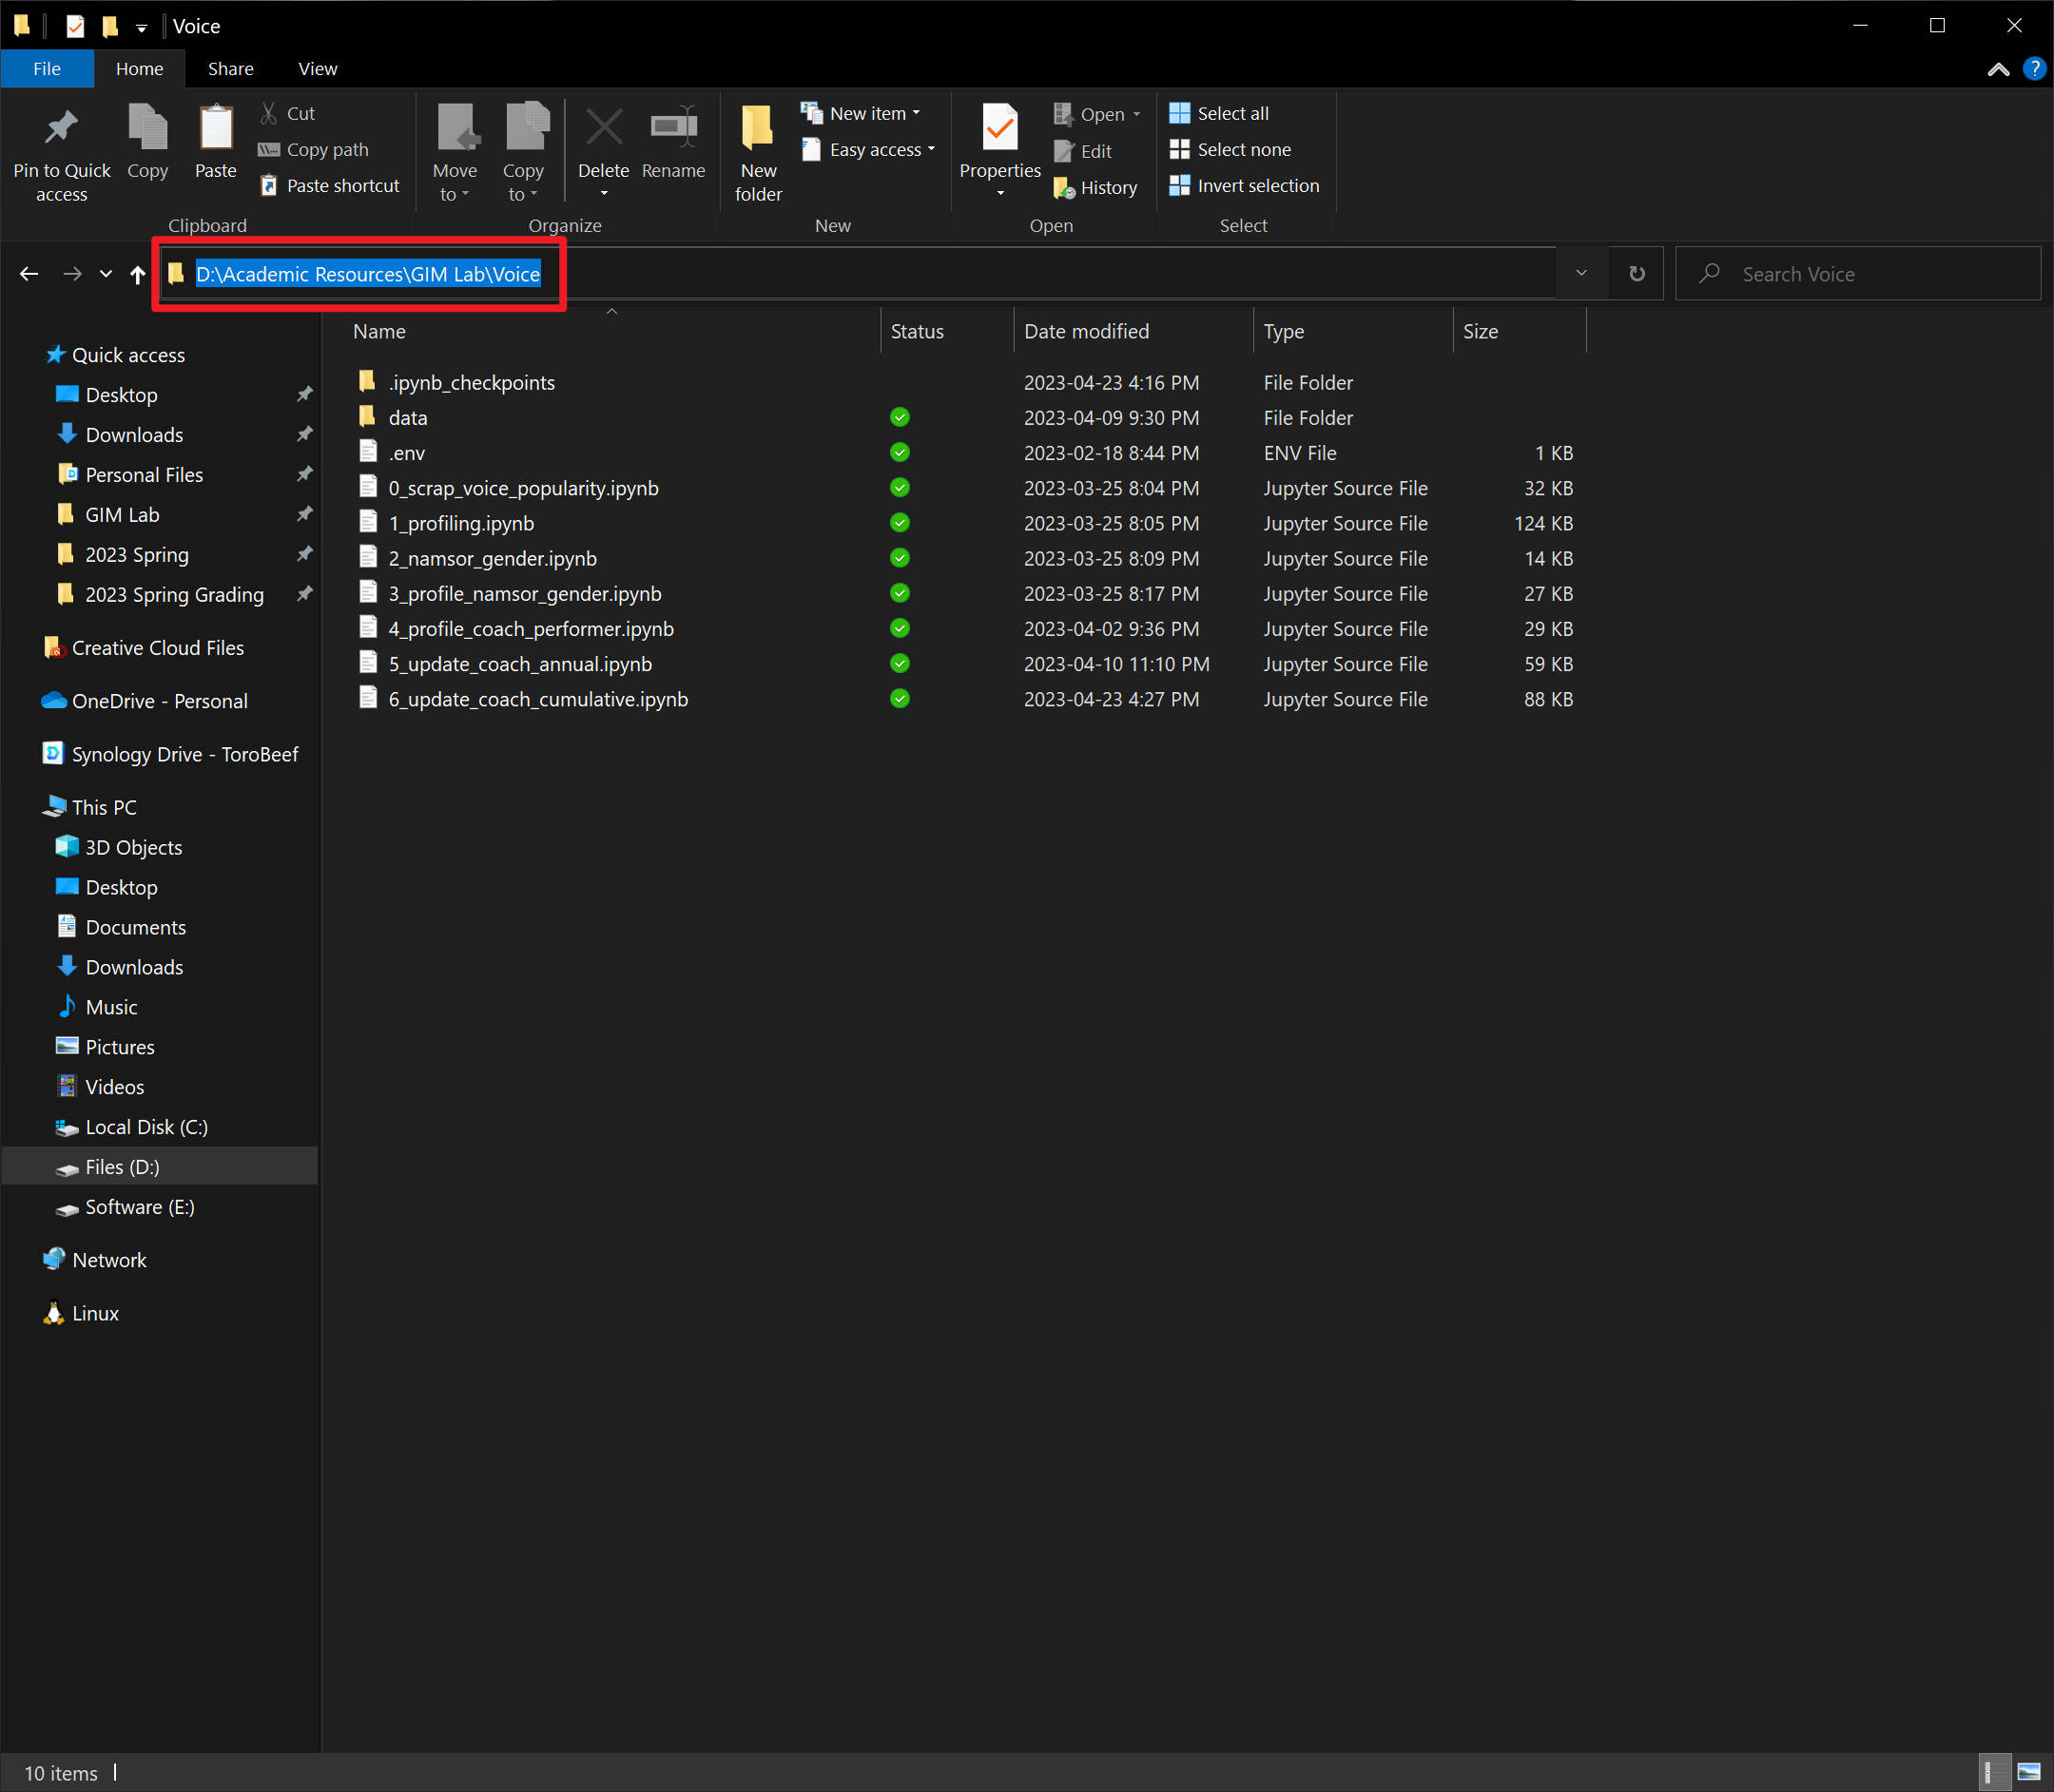 Voice
File Home Share View
Pin to Quick access
Copy
Paste
Cut
Copy path
Paste shortcut
Clipboard
Move to
Copy to
Delete
Rename
Organize
New folder
New item
Easy access
New
Properties
Open
Edit
History
Open
Select all
Select none
Invert selection
Select
D:\Academic Resources\GIM Lab\Voice
Search Voice
Quick access
Desktop
Downloads
Personal Files
GIM Lab
2023 Spring
2023 Spring Grading
Creative Cloud Files
OneDrive - Personal
Synology Drive - ToroBeef
This PC
3D Objects
Desktop
Documents
Downloads
Music
Pictures
Videos
Local Disk (C:)
Files (D:)
Software (E:)
Network
Linux
Name Status Date modified Type Size
.ipynb_checkpoints 2023-04-23 4:16 PM File Folder
data 2023-04-09 9:30 PM File Folder
.env 2023-02-18 8:44 PM ENV File 1 KB
0_scrap_voice_popularity.ipynb 2023-03-25 8:04 PM Jupyter Source File 32 KB
1_profiling.ipynb 2023-03-25 8:05 PM Jupyter Source File 124 KB
2_namsor_gender.ipynb 2023-03-25 8:09 PM Jupyter Source File 14 KB
3_profile_namsor_gender.ipynb 2023-03-25 8:17 PM Jupyter Source File 27 KB
4_profile_coach_performer.ipynb 2023-04-02 9:36 PM Jupyter Source File 29 KB
5_update_coach_annual.ipynb 2023-04-10 11:10 PM Jupyter Source File 59 KB
6_update_coach_cumulative.ipynb 2023-04-23 4:27 PM Jupyter Source File 88 KB
10 items